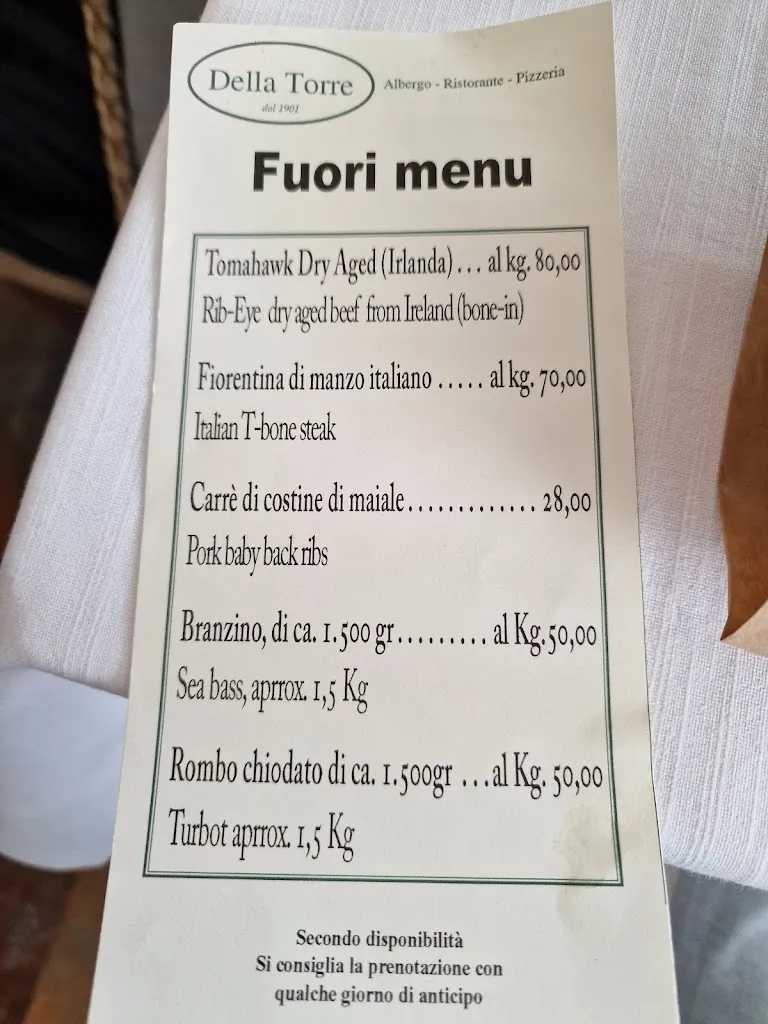 Della Torre
dal 1901
Albergo - Ristorante - Pizzeria
Fuori menu
Tomahawk Dry Aged (Irlanda)... al kg. 80,00
Rib-Eye dry aged beef from Ireland (bone-in)
Fiorentina di manzo italiano ..... al kg. 70,00
Italian T-bone steak
Carrè di costine di maiale............. 28,00
Pork baby back ribs
Branzino, di ca. 1.500 gr......... al Kg.50,00
Sea bass, aprrox. 1,5 Kg
Rombo chiodato di ca. 1.500gr ...al Kg. 50,00
Turbot aprrox. 1,5 Kg
Secondo disponibilità
Si consiglia la prenotazione con
qualche giorno di anticipo